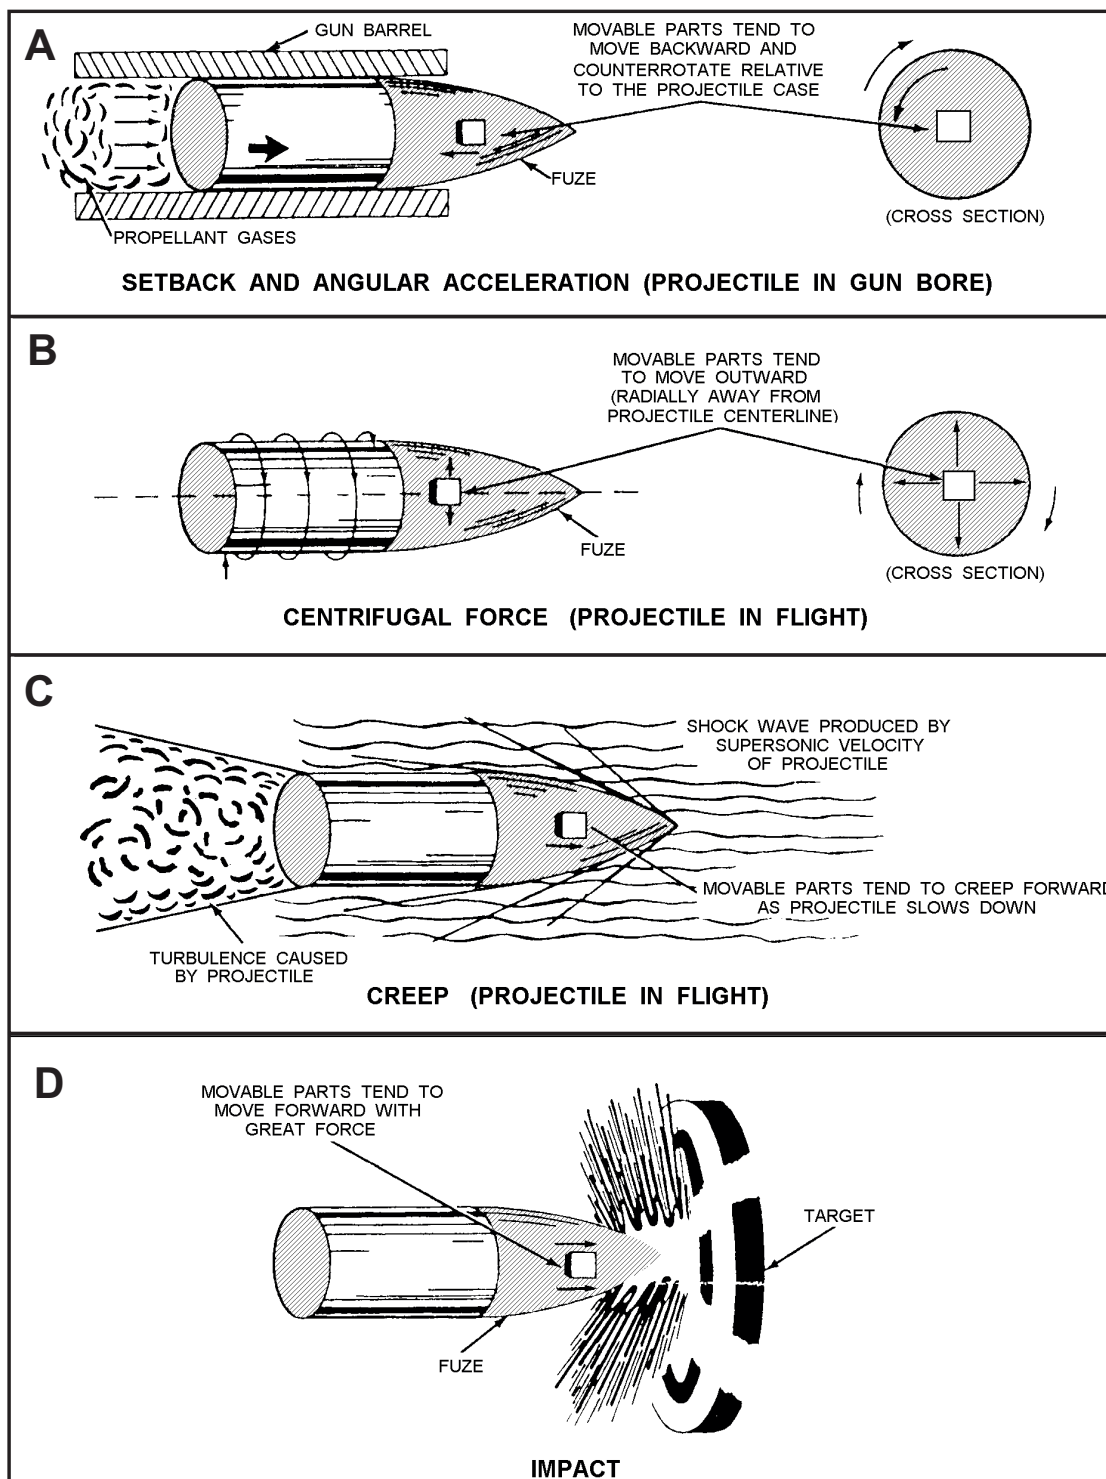 A
GUN BARREL
MOVABLE PARTS TEND TO
MOVE BACKWARD AND
COUNTERROTATE RELATIVE
TO THE PROJECTILE CASE
FUZE
(CROSS SECTION)
PROPELLANT GASES
SETBACK AND ANGULAR ACCELERATION (PROJECTILE IN GUN BORE)
B
MOVABLE PARTS TEND
TO MOVE OUTWARD
(RADIALLY AWAY FROM
PROJECTILE CENTERLINE)
FUZE
(CROSS SECTION)
CENTRIFUGAL FORCE (PROJECTILE IN FLIGHT)
C
SHOCK WAVE PRODUCED BY
SUPERSONIC VELOCITY
OF PROJECTILE
MOVABLE PARTS TEND TO CREEP FORWARD
AS PROJECTILE SLOWS DOWN
TURBULENCE CAUSED
BY PROJECTILE
CREEP (PROJECTILE IN FLIGHT)
D
MOVABLE PARTS TEND TO
MOVE FORWARD WITH
GREAT FORCE
TARGET
FUZE
IMPACT